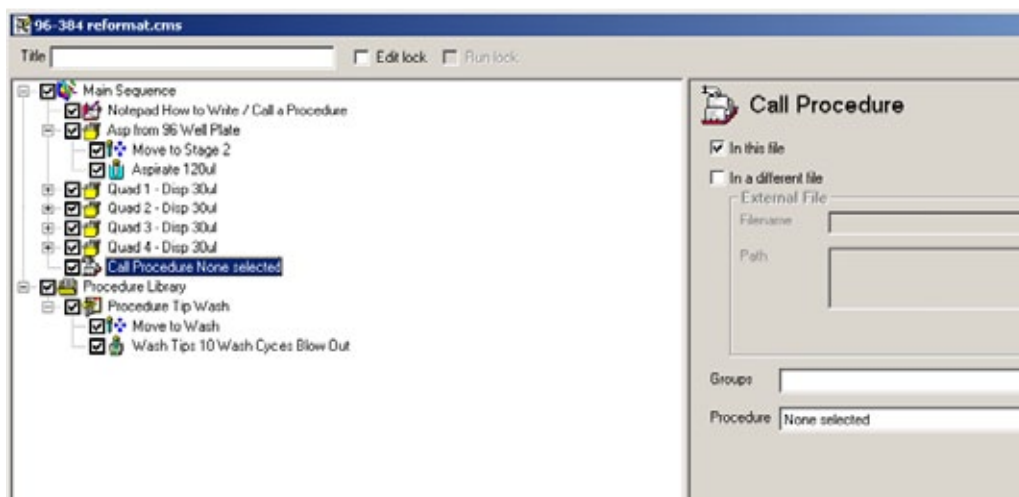 96-384 reformat.cms
Title
Edit lock
Run lock
Main Sequence
Notepad How to Write / Call a Procedure
Asp from 96 Well Plate
Move to Stage 2
Aspirate 120ul
Quad 1 - Disp 30ul
Quad 2 - Disp 30ul
Quad 3 - Disp 30ul
Quad 4 - Disp 30ul
Call Procedure None selected
Procedure Library
Procedure Tip Wash
Move to Wash
Wash Tips 10 Wash Cyces Blow Out
Call Procedure
In this file
In a different file
External File
Filename
Path
Groups
Procedure None selected